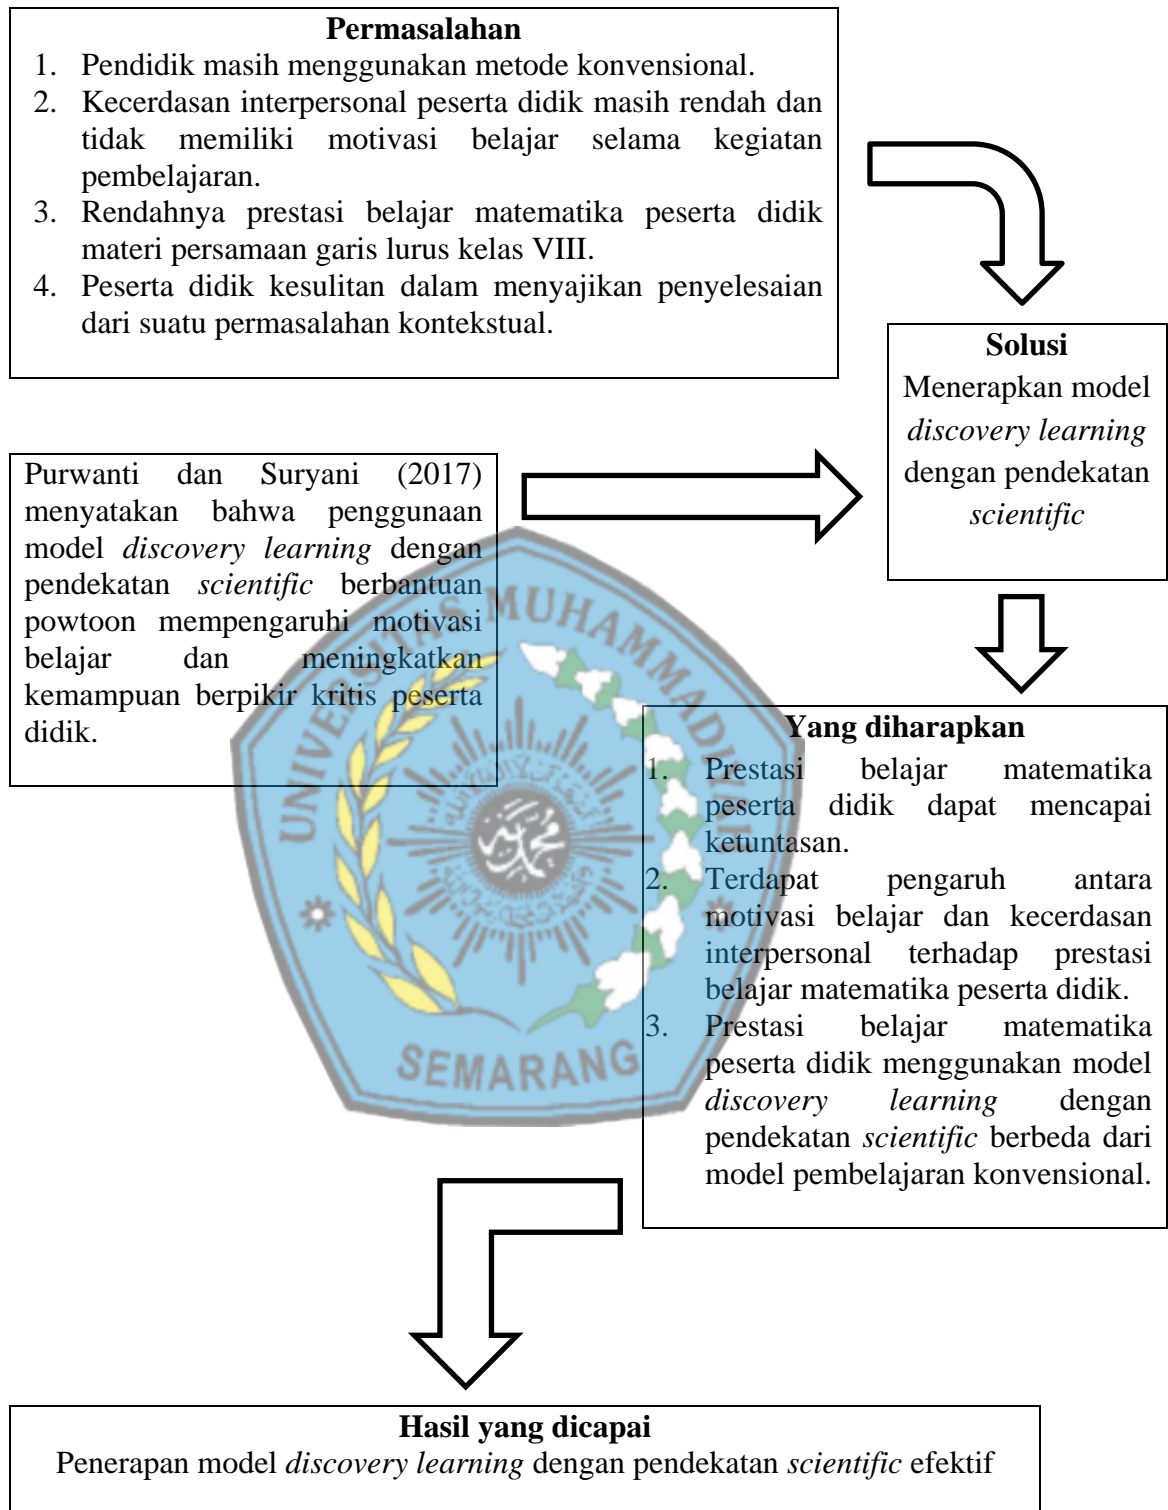 Permasalahan
1. Pendidik masih menggunakan metode konvensional.
2. Kecerdasan interpersonal peserta didik masih rendah dan
tidak memiliki motivasi belajar selama kegiatan
pembelajaran.
3. Rendahnya prestasi belajar matematika peserta didik
materi persamaan garis lurus kelas VIII.
4. Peserta didik kesulitan dalam menyajikan penyelesaian
dari suatu permasalahan kontekstual.
Solusi
Menerapkan model
discovery learning
dengan pendekatan
scientific
Purwanti dan Suryani (2017)
menyatakan bahwa penggunaan
model discovery learning dengan
pendekatan scientific berbantuan
powtoon mempengaruhi motivasi
belajar dan meningkatkan
kemampuan berpikir kritis peserta
didik.
UNIVERSITAS MUHAMMADIYAH
SEMARANG
Yang diharapkan
1. Prestasi belajar matematika
peserta didik dapat mencapai
ketuntasan.
2. Terdapat pengaruh antara
motivasi belajar dan kecerdasan
interpersonal terhadap prestasi
belajar matematika peserta didik.
3. Prestasi belajar matematika
peserta didik menggunakan model
discovery learning dengan
pendekatan scientific berbeda dari
model pembelajaran konvensional.
Hasil yang dicapai
Penerapan model discovery learning dengan pendekatan scientific efektif